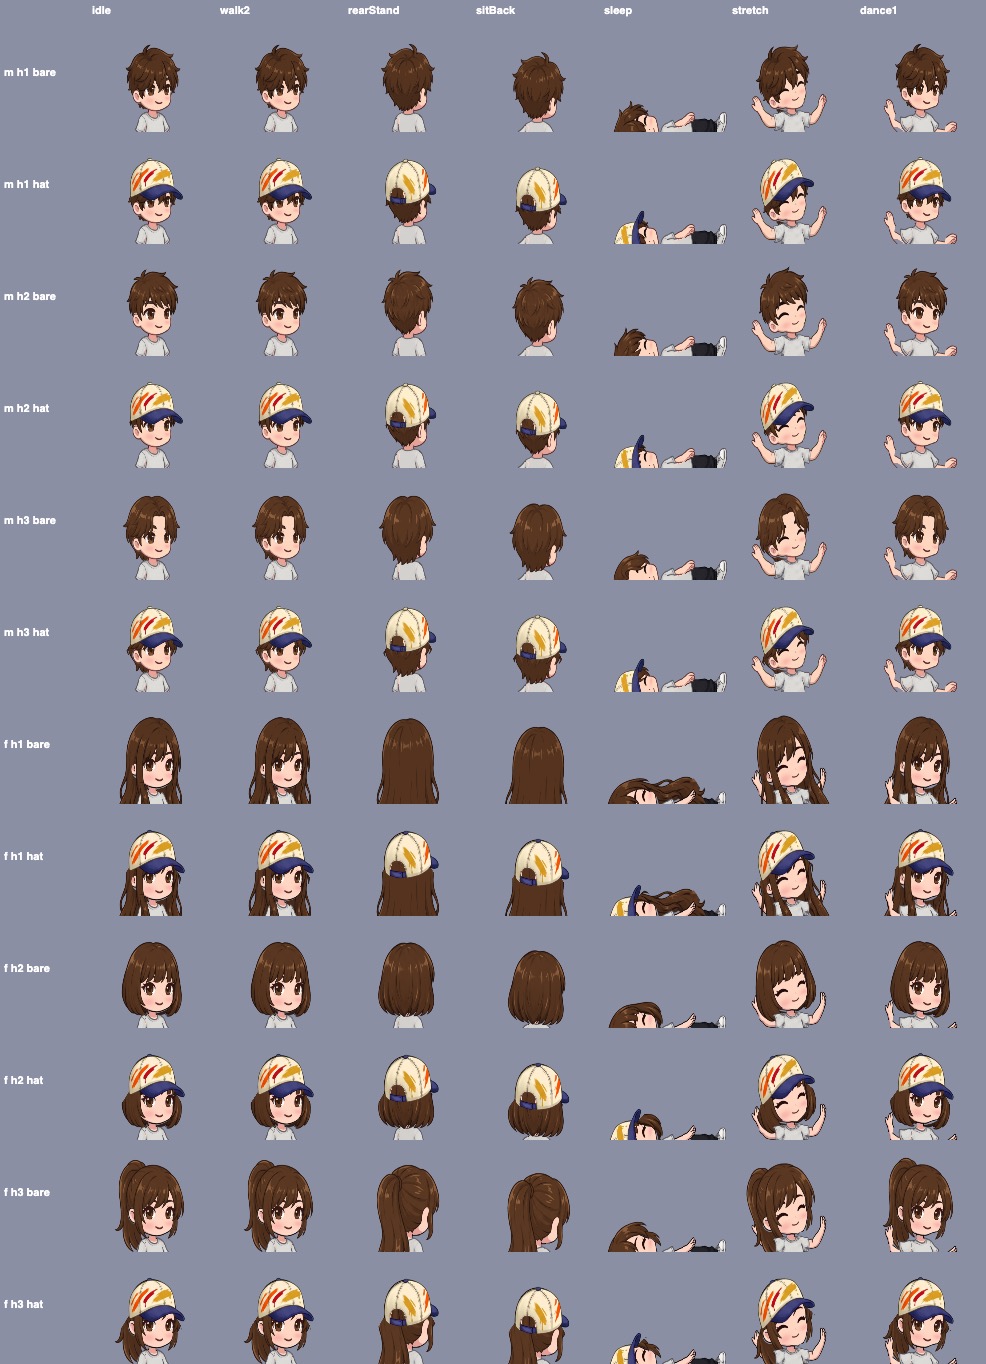 idle walk2 rearStand sitBack sleep stretch dance1
m h1 bare
m h1 hat
m h2 bare
m h2 hat
m h3 bare
m h3 hat
f h1 bare
f h1 hat
f h2 bare
f h2 hat
f h3 bare
f h3 hat